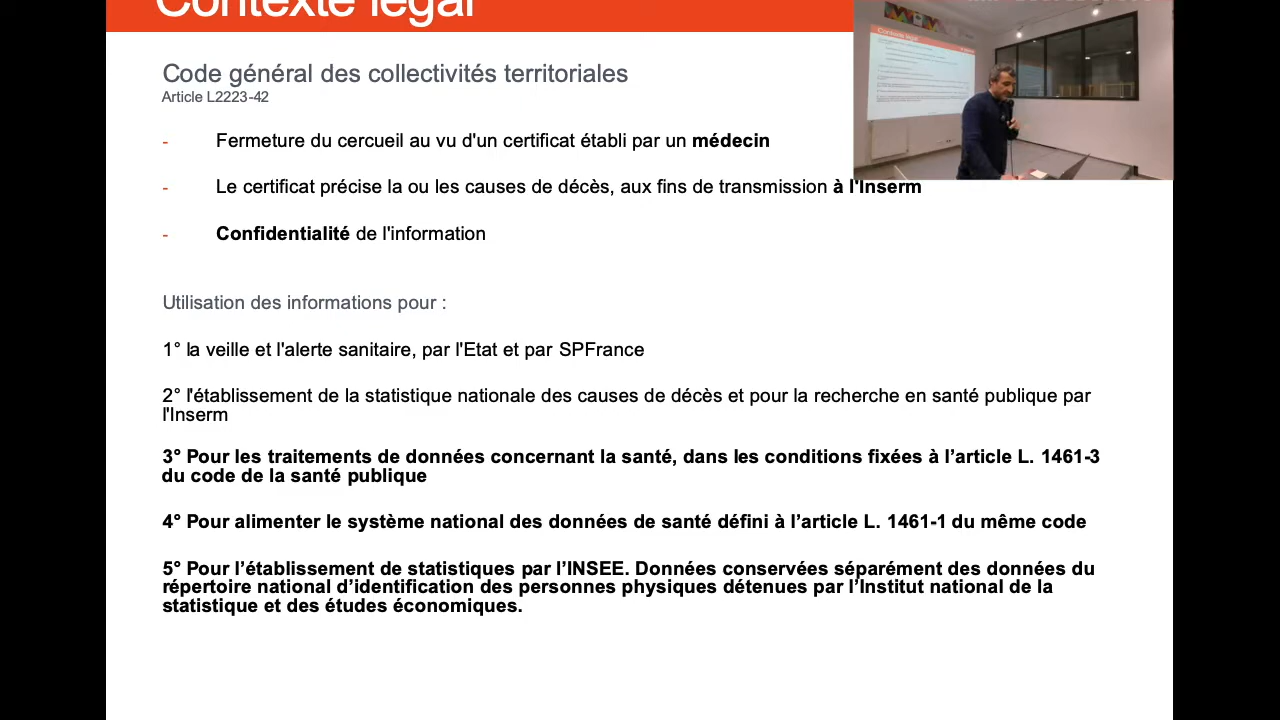 Contexte légal
Code général des collectivités territoriales
Article L2223-42
- Fermeture du cercueil au vu d'un certificat établi par un médecin
- Le certificat précise la ou les causes de décès, aux fins de transmission à l'Inserm
- Confidentialité de l'information
Utilisation des informations pour :
1° la veille et l'alerte sanitaire, par l'Etat et par SPFrance
2° l'établissement de la statistique nationale des causes de décès et pour la recherche en santé publique par
l'Inserm
3° Pour les traitements de données concernant la santé, dans les conditions fixées à l’article L. 1461-3
du code de la santé publique
4° Pour alimenter le système national des données de santé défini à l’article L. 1461-1 du même code
5° Pour l’établissement de statistiques par l’INSEE. Données conservées séparément des données du
répertoire national d’identification des personnes physiques détenues par l’Institut national de la
statistique et des études économiques.